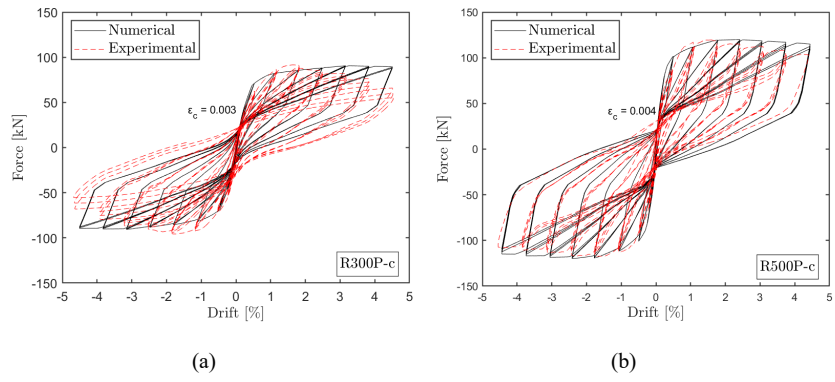 150
100
50
0
-50
-100
-150
Force [kN]
Numerical
Experimental
ε_c = 0.003
R300P-c
-5 -4 -3 -2 -1 0 1 2 3 4 5
Drift [%]
(a)
150
100
50
0
-50
-100
-150
Force [kN]
Numerical
Experimental
ε_c = 0.004
R500P-c
-5 -4 -3 -2 -1 0 1 2 3 4 5
Drift [%]
(b)